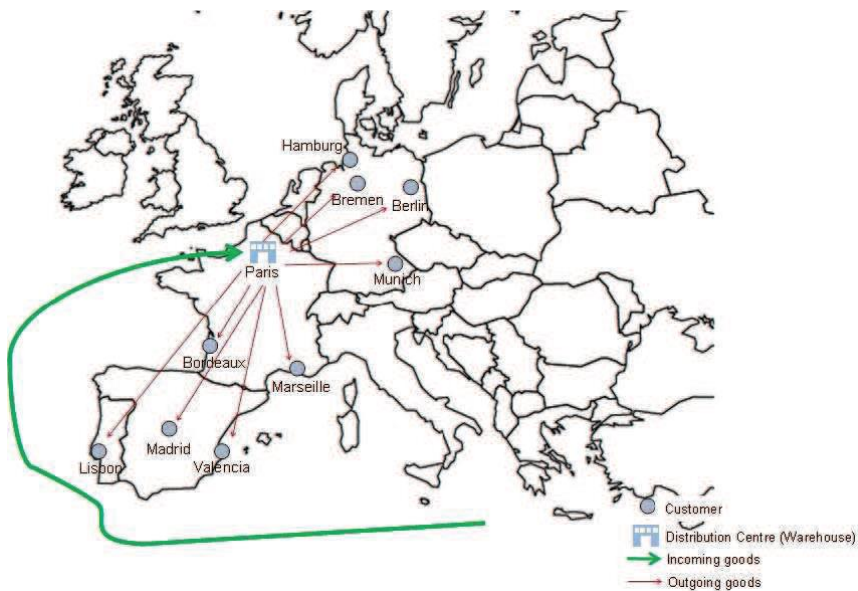 Hamburg
Bremen
Berlin
Paris
Munich
Bordeaux
Marseille
Madrid
Lisbon
Valencia
Customer
Distribution Centre (Warehouse)
Incoming goods
Outgoing goods